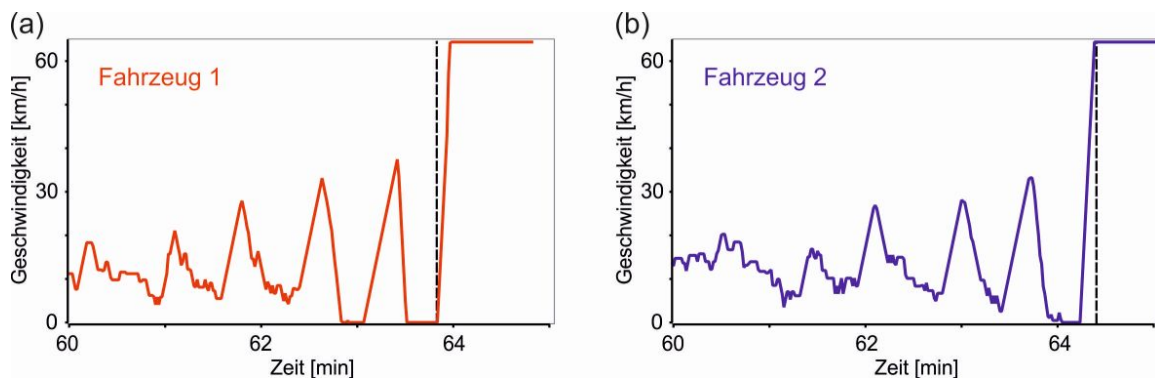 (a)
Geschwindigkeit [km/h]
Fahrzeug 1
60
30
0
60 62 64
Zeit [min]
(b)
Geschwindigkeit [km/h]
Fahrzeug 2
60
30
0
60 62 64
Zeit [min]